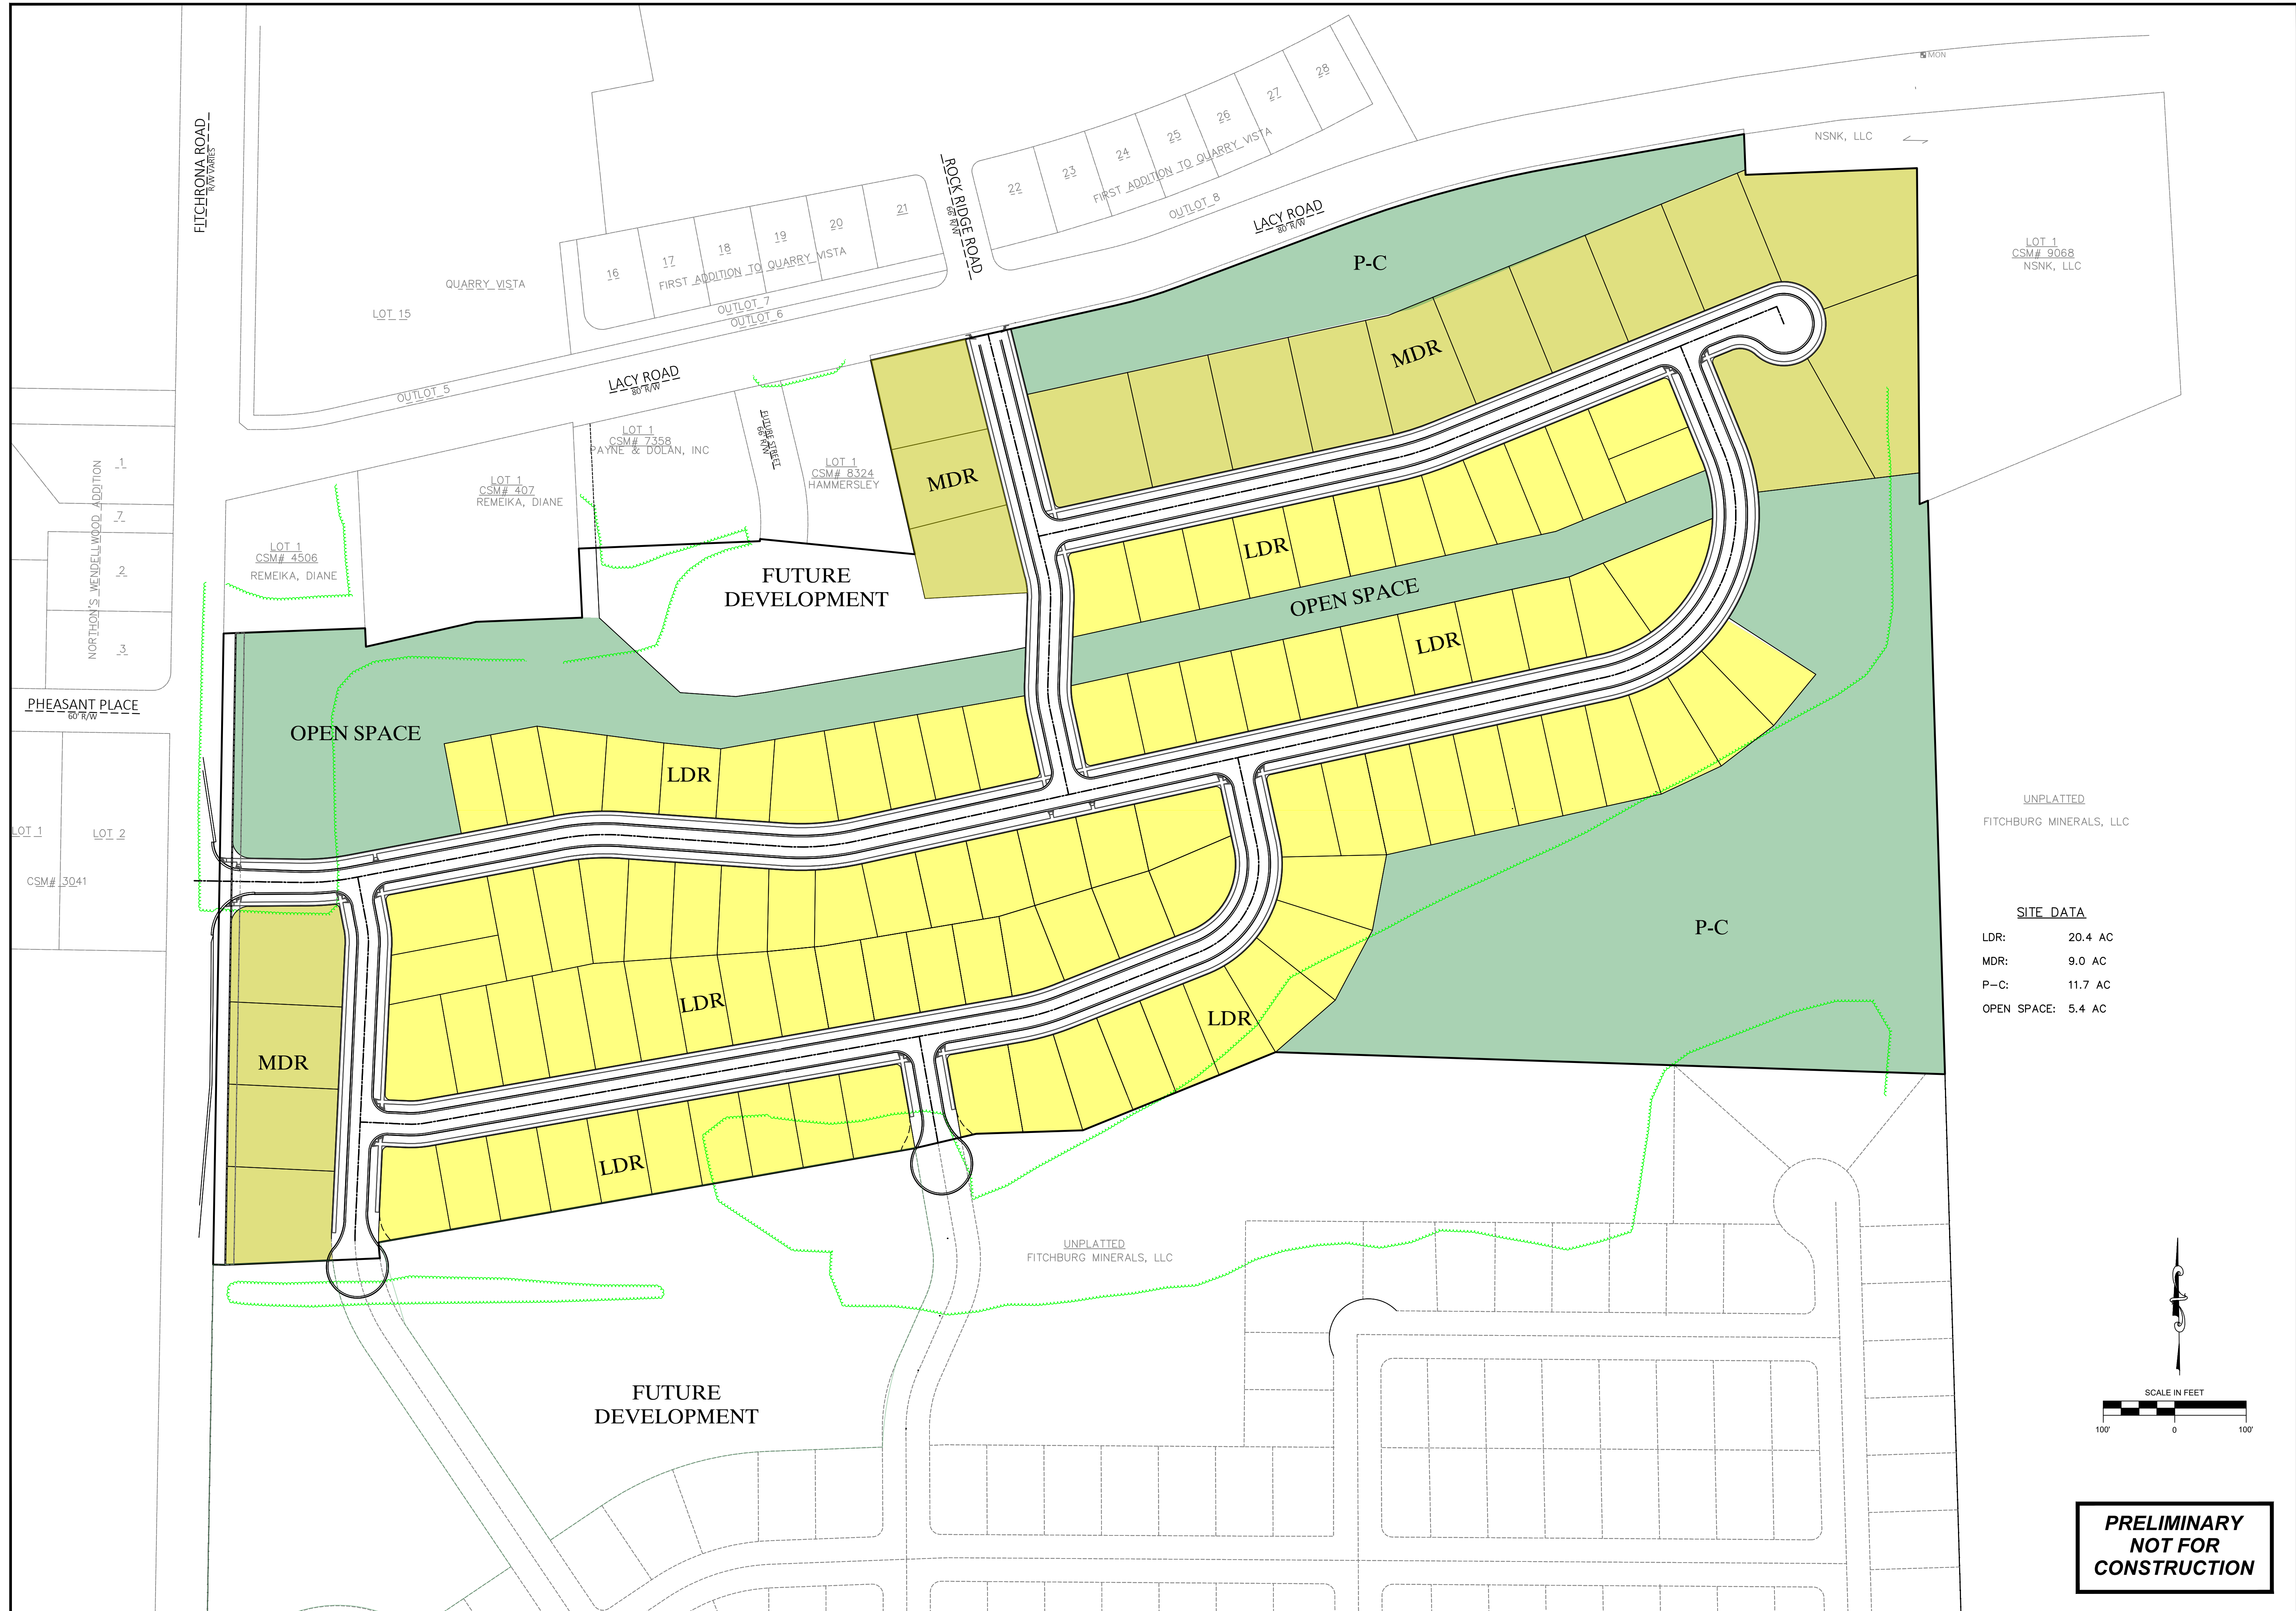 MON
28
27
26
25
24
23
22
FIRST ADDITION TO QUARRY VISTA
OUTLOT 8
NSNK, LLC
FITCHRONA ROAD
R/W VARIES
ROCK RIDGE ROAD
66' R/W
LACY ROAD
80' R/W
21
20
19
18
17
16
FIRST ADDITION TO QUARRY VISTA
OUTLOT 7
OUTLOT 6
QUARRY VISTA
LOT 15
P-C
LOT 1
CSM# 9068
NSNK, LLC
OUTLOT 5
LACY ROAD
80' R/W
MDR
FUTURE STREET
66' R/W
LOT 1
CSM# 7358
PAYNE & DOLAN, INC
LOT 1
CSM# 8324
HAMMERSLEY
MDR
LOT 1
CSM# 407
REMEIKA, DIANE
NORTHON'S WENDELLWOOD ADDITION
1
7
2
3
LOT 1
CSM# 4506
REMEIKA, DIANE
FUTURE
DEVELOPMENT
LDR
OPEN SPACE
LDR
PHEASANT PLACE
60' R/W
OPEN SPACE
LDR
LOT 1
LOT 2
CSM# 3041
UNPLATTED
FITCHBURG MINERALS, LLC
P-C
SITE DATA
LDR: 20.4 AC
MDR: 9.0 AC
P-C: 11.7 AC
OPEN SPACE: 5.4 AC
LDR
LDR
MDR
LDR
UNPLATTED
FITCHBURG MINERALS, LLC
FUTURE
DEVELOPMENT
SCALE IN FEET
100' 0 100'
PRELIMINARY
NOT FOR
CONSTRUCTION